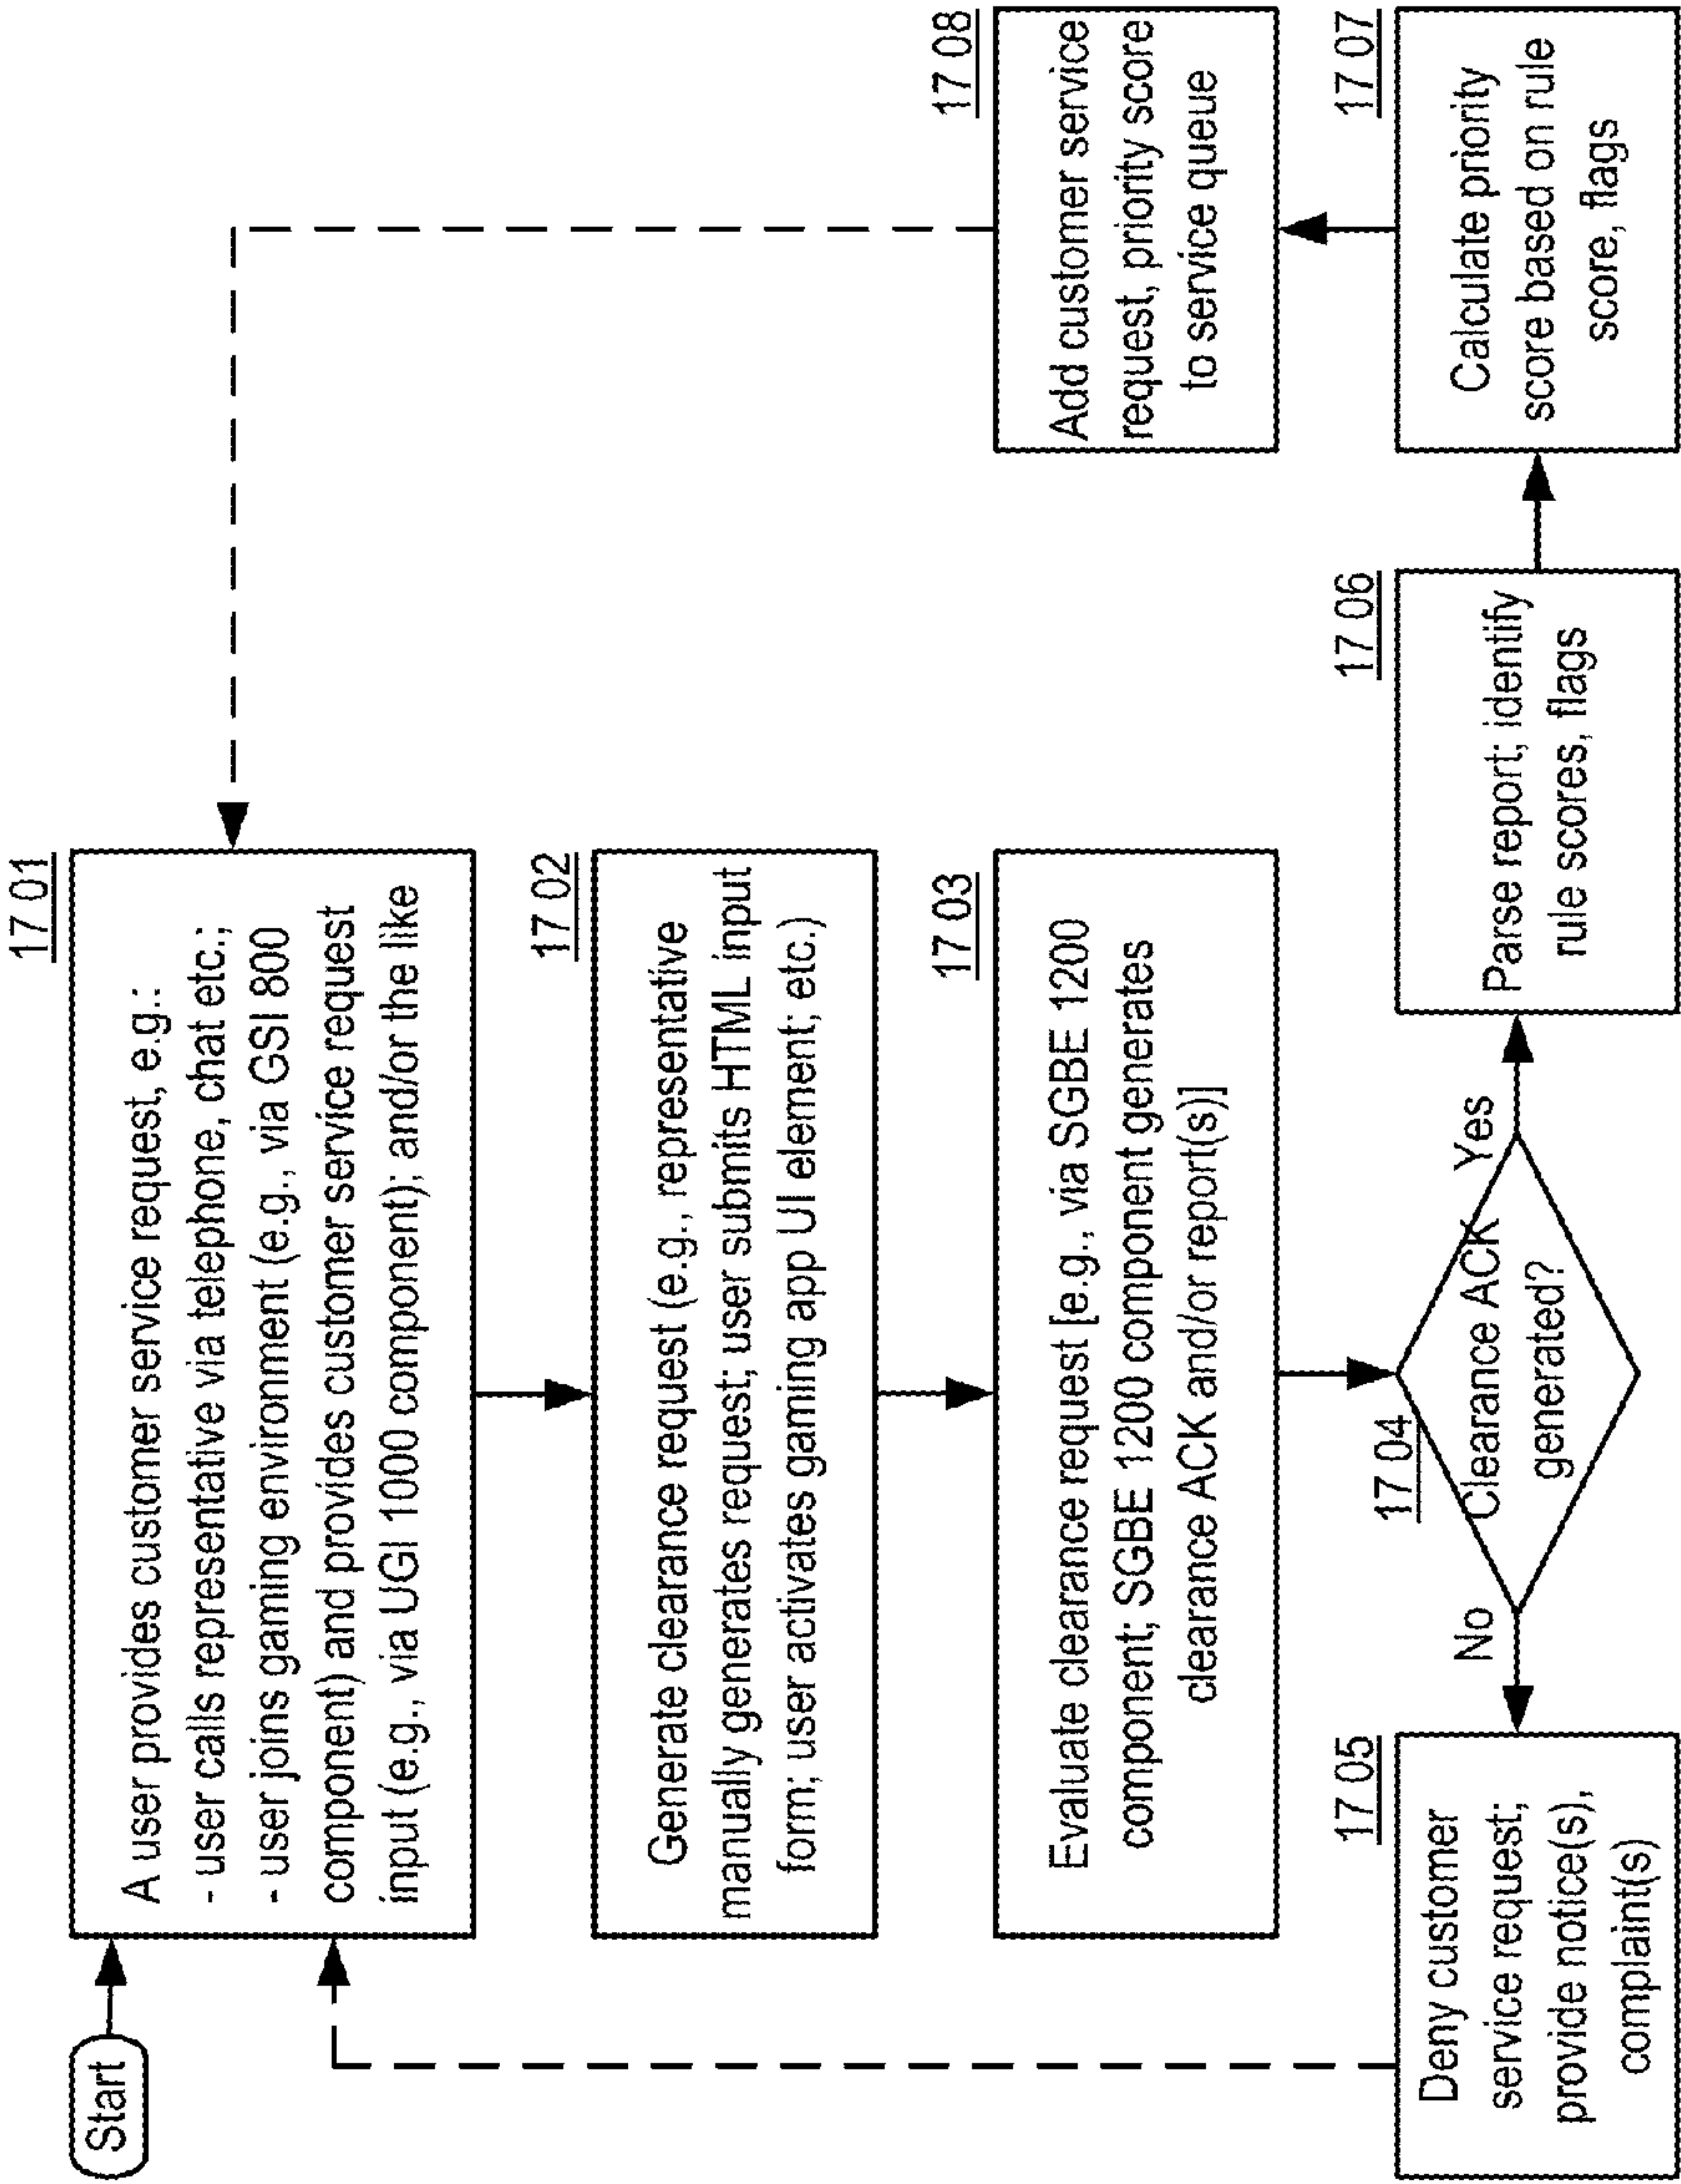 Start
17 01
A user provides customer service request, e.g.:
- user calls representative via telephone, chat etc.;
- user joins gaming environment (e.g., via GSI 800
component) and provides customer service request
input (e.g., via UGI 1000 component); and/or the like
17 02
Generate clearance request (e.g., representative
manually generates request; user submits HTML input
form; user activates gaming app UI element; etc.)
17 03
Evaluate clearance request [e.g., via SGBE 1200
component; SGBE 1200 component generates
clearance ACK and/or report(s)]
17 04
Clearance ACK
generated?
No
Yes
17 05
Deny customer
service request;
provide notice(s),
complaint(s)
17 06
Parse report; identify
rule scores, flags
17 07
Calculate priority
score based on rule
score, flags
17 08
Add customer service
request, priority score
to service queue